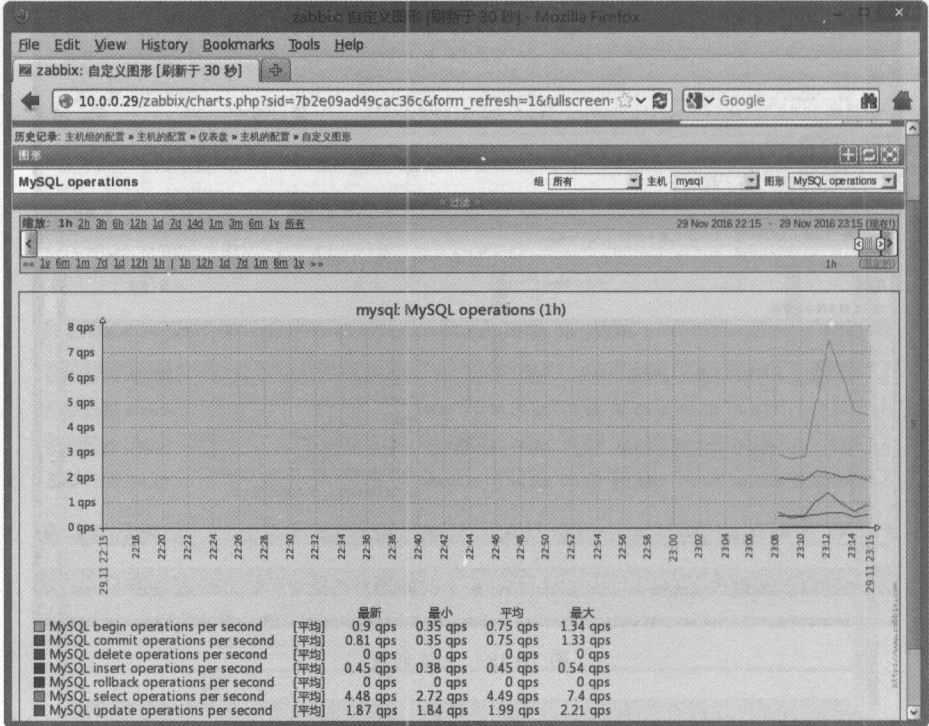 zabbix: 自定义图形 [刷新于 30 秒] - Mozilla Firefox
File Edit View History Bookmarks Tools Help
zabbix: 自定义图形 [刷新于 30 秒]
10.0.0.29/zabbix/charts.php?sid=7b2e09ad49cac36c&form_refresh=1&fullscreen: Google
历史记录: 主机组的配置 » 主机的配置 » 仪表盘 » 主机的配置 » 自定义图形
图形
MySQL operations 组 所有 主机 mysql 图形 MySQL operations
» 过滤 «
缩放: 1h 2h 3h 6h 12h 1d 7d 14d 1m 3m 6m 1y 所有 29 Nov 2016 22:15 - 29 Nov 2016 23:15 (现在!)
«« 1y 6m 1m 7d 1d 12h 1h | 1h 12h 1d 7d 1m 6m 1y »» 1h (固定的)
mysql: MySQL operations (1h)
8 qps
7 qps
6 qps
5 qps
4 qps
3 qps
2 qps
1 qps
0 qps
29.11 22:15 22:18 22:20 22:22 22:24 22:26 22:28 22:30 22:32 22:34 22:36 22:38 22:40 22:42 22:44 22:46 22:48 22:50 22:52 22:54 22:56 22:58 23:00 23:02 23:04 23:06 23:08 23:10 23:12 23:14 29.11 23:15
最新 最小 平均 最大
MySQL begin operations per second [平均] 0.9 qps 0.35 qps 0.75 qps 1.34 qps
MySQL commit operations per second [平均] 0.81 qps 0.35 qps 0.75 qps 1.33 qps
MySQL delete operations per second [平均] 0 qps 0 qps 0 qps 0 qps
MySQL insert operations per second [平均] 0.45 qps 0.38 qps 0.45 qps 0.54 qps
MySQL rollback operations per second [平均] 0 qps 0 qps 0 qps 0 qps
MySQL select operations per second [平均] 4.48 qps 2.72 qps 4.49 qps 7.4 qps
MySQL update operations per second [平均] 1.87 qps 1.84 qps 1.99 qps 2.21 qps